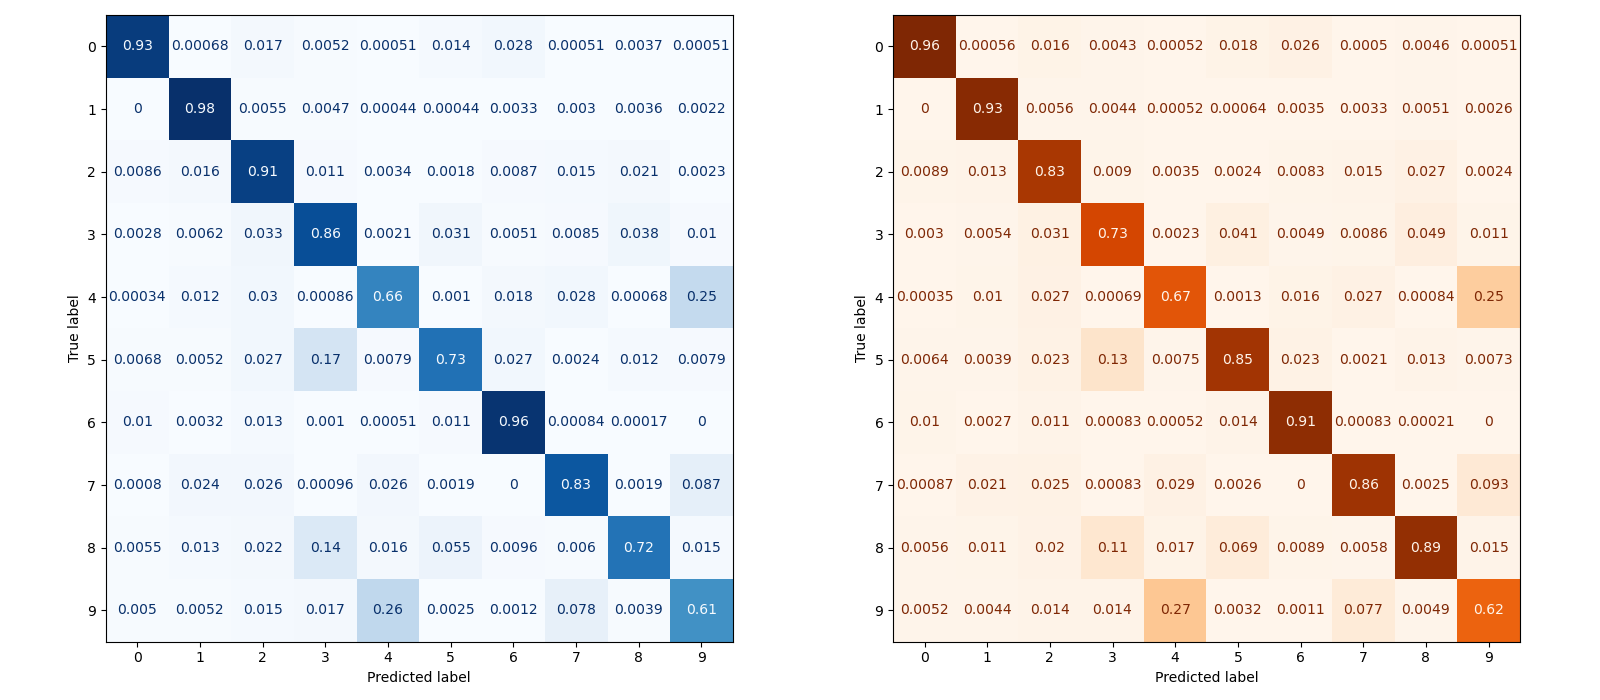 0 0.93 0.00068 0.017 0.0052 0.00051 0.014 0.028 0.00051 0.0037 0.00051
1 0 0.98 0.0055 0.0047 0.00044 0.00044 0.0033 0.003 0.0036 0.0022
2 0.0086 0.016 0.91 0.011 0.0034 0.0018 0.0087 0.015 0.021 0.0023
3 0.0028 0.0062 0.033 0.86 0.0021 0.031 0.0051 0.0085 0.038 0.01
4 0.00034 0.012 0.03 0.00086 0.66 0.001 0.018 0.028 0.00068 0.25
True label
5 0.0068 0.0052 0.027 0.17 0.0079 0.73 0.027 0.0024 0.012 0.0079
6 0.01 0.0032 0.013 0.001 0.00051 0.011 0.96 0.00084 0.00017 0
7 0.0008 0.024 0.026 0.00096 0.026 0.0019 0 0.83 0.0019 0.087
8 0.0055 0.013 0.022 0.14 0.016 0.055 0.0096 0.006 0.72 0.015
9 0.005 0.0052 0.015 0.017 0.26 0.0025 0.0012 0.078 0.0039 0.61
0 1 2 3 4 5 6 7 8 9
Predicted label
0 0.96 0.00056 0.016 0.0043 0.00052 0.018 0.026 0.0005 0.0046 0.00051
1 0 0.93 0.0056 0.0044 0.00052 0.00064 0.0035 0.0033 0.0051 0.0026
2 0.0089 0.013 0.83 0.009 0.0035 0.0024 0.0083 0.015 0.027 0.0024
3 0.003 0.0054 0.031 0.73 0.0023 0.041 0.0049 0.0086 0.049 0.011
4 0.00035 0.01 0.027 0.00069 0.67 0.0013 0.016 0.027 0.00084 0.25
True label
5 0.0064 0.0039 0.023 0.13 0.0075 0.85 0.023 0.0021 0.013 0.0073
6 0.01 0.0027 0.011 0.00083 0.00052 0.014 0.91 0.00083 0.00021 0
7 0.00087 0.021 0.025 0.00083 0.029 0.0026 0 0.86 0.0025 0.093
8 0.0056 0.011 0.02 0.11 0.017 0.069 0.0089 0.0058 0.89 0.015
9 0.0052 0.0044 0.014 0.014 0.27 0.0032 0.0011 0.077 0.0049 0.62
0 1 2 3 4 5 6 7 8 9
Predicted label